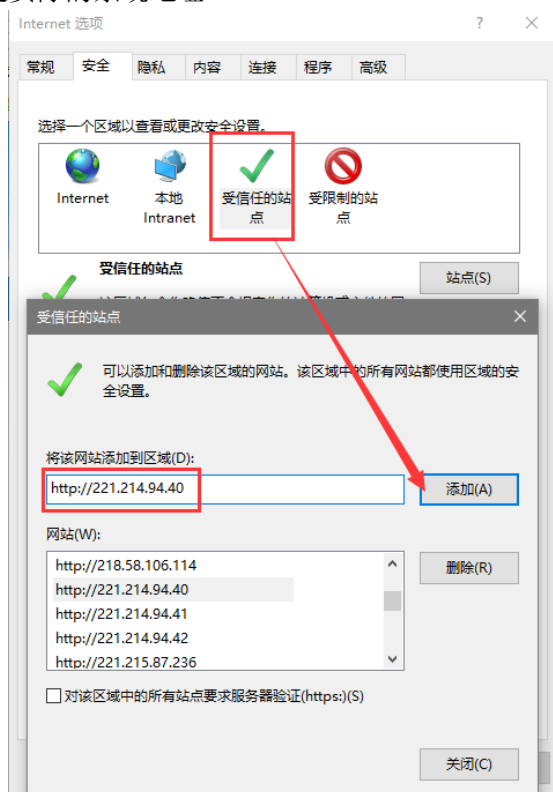 Internet 选项
常规 安全 隐私 内容 连接 程序 高级
选择一个区域以查看或更改安全设置。
Internet 本地 Intranet 受信任的站点 受限制的站点
受信任的站点
站点(S)
受信任的站点
可以添加和删除该区域的网站。该区域中的所有网站都使用区域的安
全设置。
将该网站添加到区域(D):
http://221.214.94.40 添加(A)
网站(W):
http://218.58.106.114 删除(R)
http://221.214.94.40
http://221.214.94.41
http://221.214.94.42
http://221.215.87.236
对该区域中的所有站点要求服务器验证(https:)(S)
关闭(C)